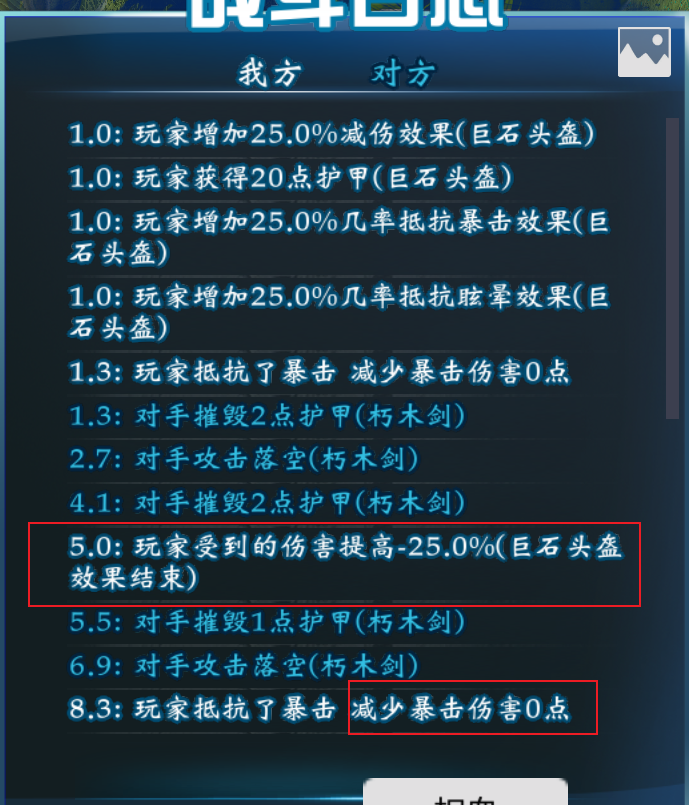 战斗日志
我方 对方
1.0: 玩家增加25.0%减伤效果(巨石头盔)
1.0: 玩家获得20点护甲(巨石头盔)
1.0: 玩家增加25.0%几率抵抗暴击效果(巨
石头盔)
1.0: 玩家增加25.0%几率抵抗眩晕效果(巨
石头盔)
1.3: 玩家抵抗了暴击 减少暴击伤害0点
1.3: 对手摧毁2点护甲(朽木剑)
2.7: 对手攻击落空(朽木剑)
4.1: 对手摧毁2点护甲(朽木剑)
5.0: 玩家受到的伤害提高-25.0%(巨石头盔
效果结束)
5.5: 对手摧毁1点护甲(朽木剑)
6.9: 对手攻击落空(朽木剑)
8.3: 玩家抵抗了暴击 减少暴击伤害0点